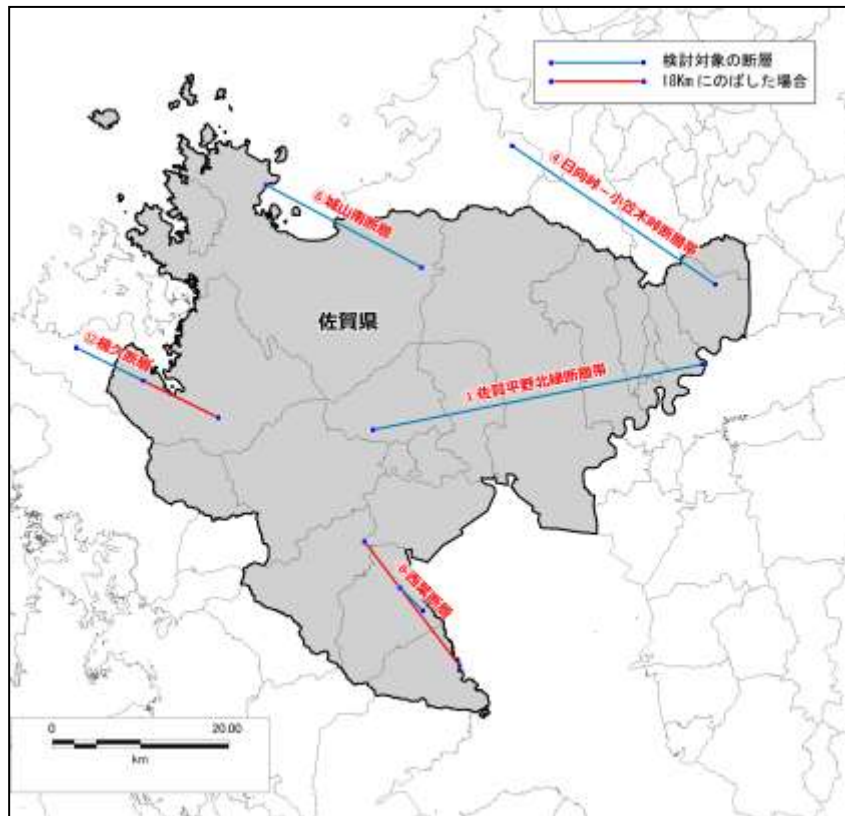 検討対象の断層
18Kmにのばした場合
④日向峠－小笠木峠断層帯
⑥城山南断層
佐賀県
⑫楠久断層
1佐賀平野北縁断層帯
西葉断層
0
20.00
km